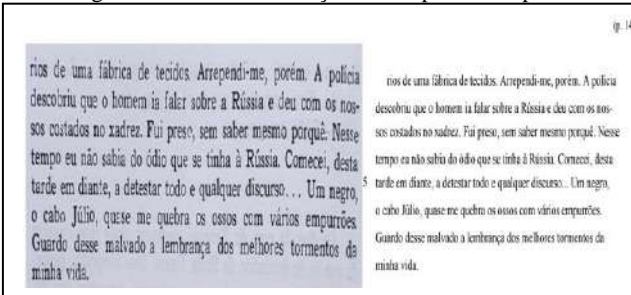 (p. 14
rios de uma fábrica de tecidos. Arrependi-me, porém. A polícia
descobriu que o homem ia falar sobre a Rússia e deu com os nos-
sos costados no xadrez. Fui preso, sem saber mesmo porquê. Nesse
tempo eu não sabia do ódio que se tinha à Rússia. Comecei, desta
tarde em diante, a detestar todo e qualquer discurso... Um negro,
o cabo Júlio, quase me quebra os ossos com vários empurrões.
Guardo desse malvado a lembrança dos melhores tormentos da
minha vida.
rios de uma fábrica de tecidos. Arrependi-me, porém. A polícia
descobriu que o homem ia falar sobre a Rússia e deu com os nos-
sos costados no xadrez. Fui preso, sem saber mesmo porquê. Nesse
tempo eu não sabia do ódio que se tinha à Rússia. Comecei, desta
5 tarde em diante, a detestar todo e qualquer discurso... Um negro,
o cabo Júlio, quase me quebra os ossos com vários empurrões.
Guardo desse malvado a lembrança dos melhores tormentos da
minha vida.